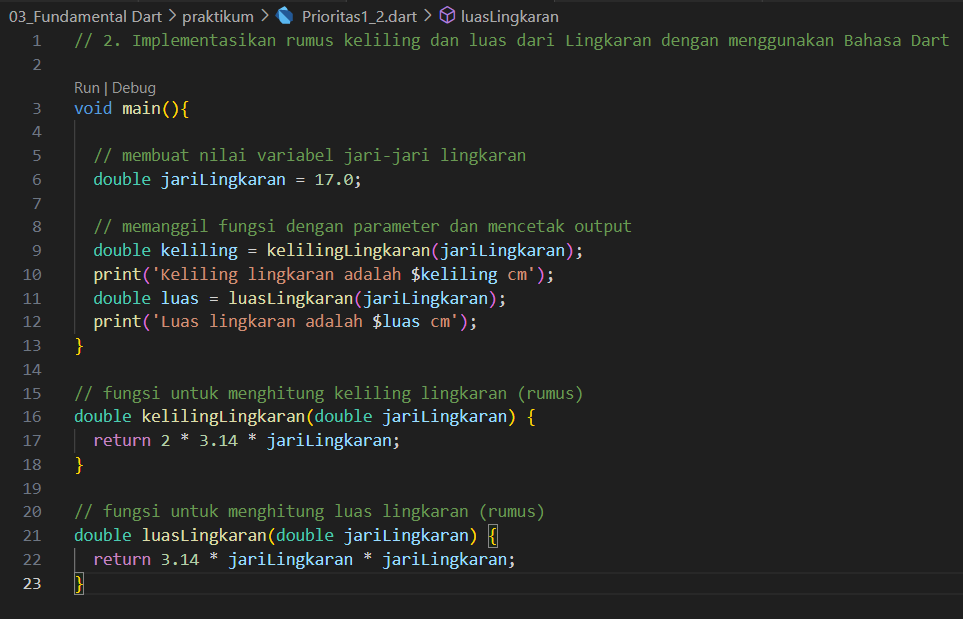 03_Fundamental Dart > praktikum > Prioritas1_2.dart > luasLingkaran
1 // 2. Implementasikan rumus keliling dan luas dari Lingkaran dengan menggunakan Bahasa Dart
2
Run | Debug
3 void main(){
4
5 // membuat nilai variabel jari-jari lingkaran
6 double jariLingkaran = 17.0;
7
8 // memanggil fungsi dengan parameter dan mencetak output
9 double keliling = kelilingLingkaran(jariLingkaran);
10 print('Keliling lingkaran adalah $keliling cm');
11 double luas = luasLingkaran(jariLingkaran);
12 print('Luas lingkaran adalah $luas cm');
13 }
14
15 // fungsi untuk menghitung keliling lingkaran (rumus)
16 double kelilingLingkaran(double jariLingkaran) {
17 return 2 * 3.14 * jariLingkaran;
18 }
19
20 // fungsi untuk menghitung luas lingkaran (rumus)
21 double luasLingkaran(double jariLingkaran) {
22 return 3.14 * jariLingkaran * jariLingkaran;
23 }